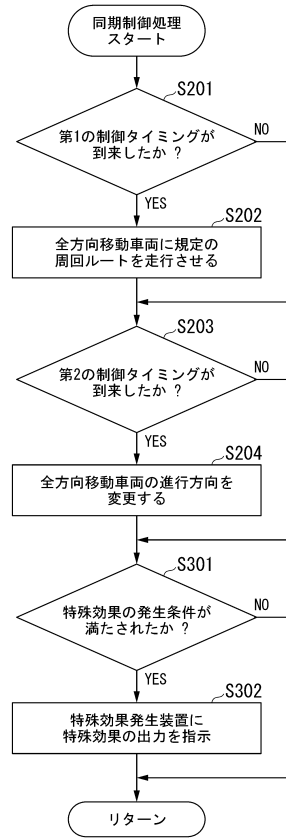 同期制御処理
スタート
S201
第1の制御タイミングが
到来したか ?
NO
YES
S202
全方向移動車両に規定の
周回ルートを走行させる
S203
第2の制御タイミングが
到来したか ?
NO
YES
S204
全方向移動車両の進行方向を
変更する
S301
特殊効果の発生条件が
満たされたか ?
NO
YES
S302
特殊効果発生装置に
特殊効果の出力を指示
リターン